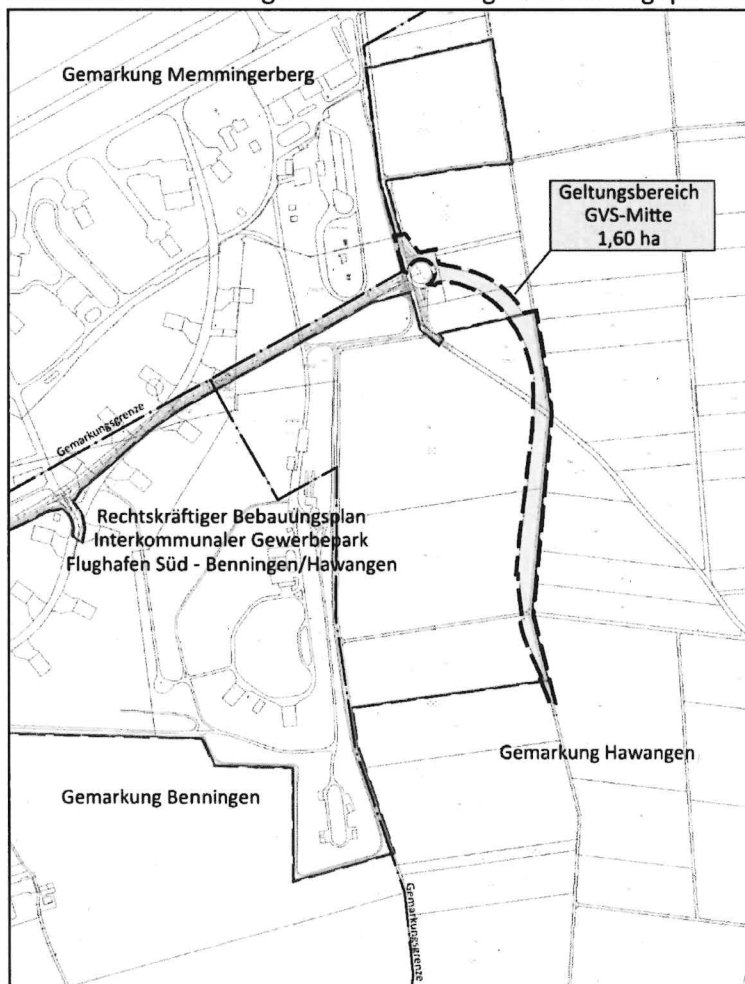 Gemarkung Memmingerberg
Geltungsbereich
GVS-Mitte
1,60 ha
Gemarkungsgrenze
Rechtskräftiger Bebauungsplan
Interkommunaler Gewerbepark
Flughafen Süd - Benningen/Hawangen
Gemarkung Hawangen
Gemarkung Benningen
Gemarkungsgrenze